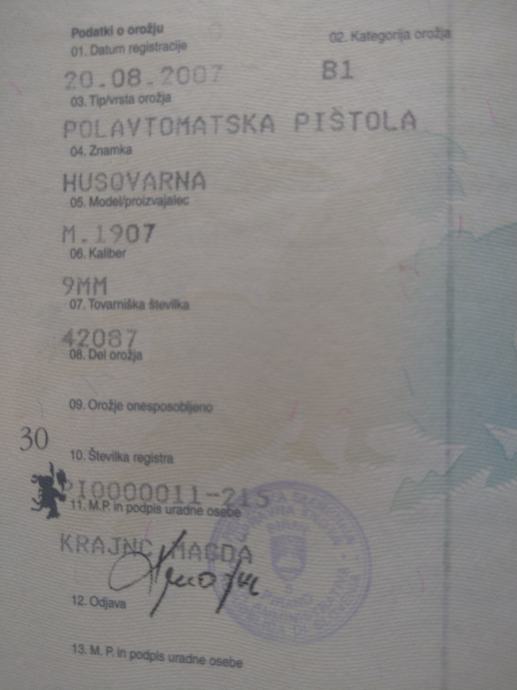 Podatki o orožju
01. Datum registracije
02. Kategorija orožja
20.08.2007
B1
03. Tip/vrsta orožja
POLAVTOMATSKA PIŠTOLA
04. Znamka
HUSQVARNA
05. Model/proizvajalec
M.1907
06. Kaliber
9MM
07. Tovarniška številka
42087
08. Del orožja
09. Orožje onesposobljeno
30
10. Številka registra
PI0000011-215
11. M.P. in podpis uradne osebe
KRAJNC MAGDA
12. Odjava
13. M. P. in podpis uradne osebe